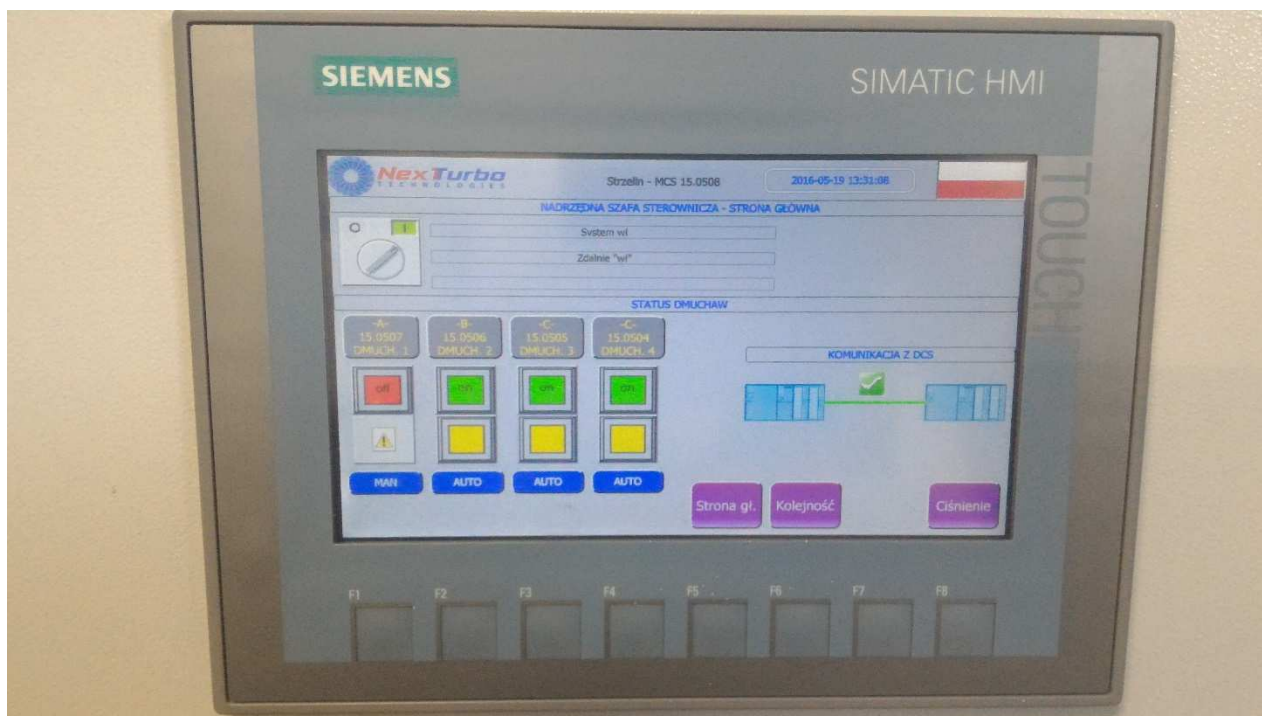 SIEMENS
SIMATIC HMI
TOUCH
NexTurbo
TECHNOLOGIES
Strzelin - MCS 15.0508
2016-05-19 13:31:08
NADRZĘDNA SZAFA STEROWNICZA - STRONA GŁÓWNA
O I
System wł
Zdalnie "wł"
STATUS DMUCHAW
-A- -B- -C- -C-
15.0507 15.0506 15.0505 15.0504
DMUCH. 1 DMUCH. 2 DMUCH. 3 DMUCH. 4
KOMUNIKACJA Z DCS
off on on on
MAN AUTO AUTO AUTO
Strona gł. Kolejność Ciśnienie
F1 F2 F3 F4 F5 F6 F7 F8